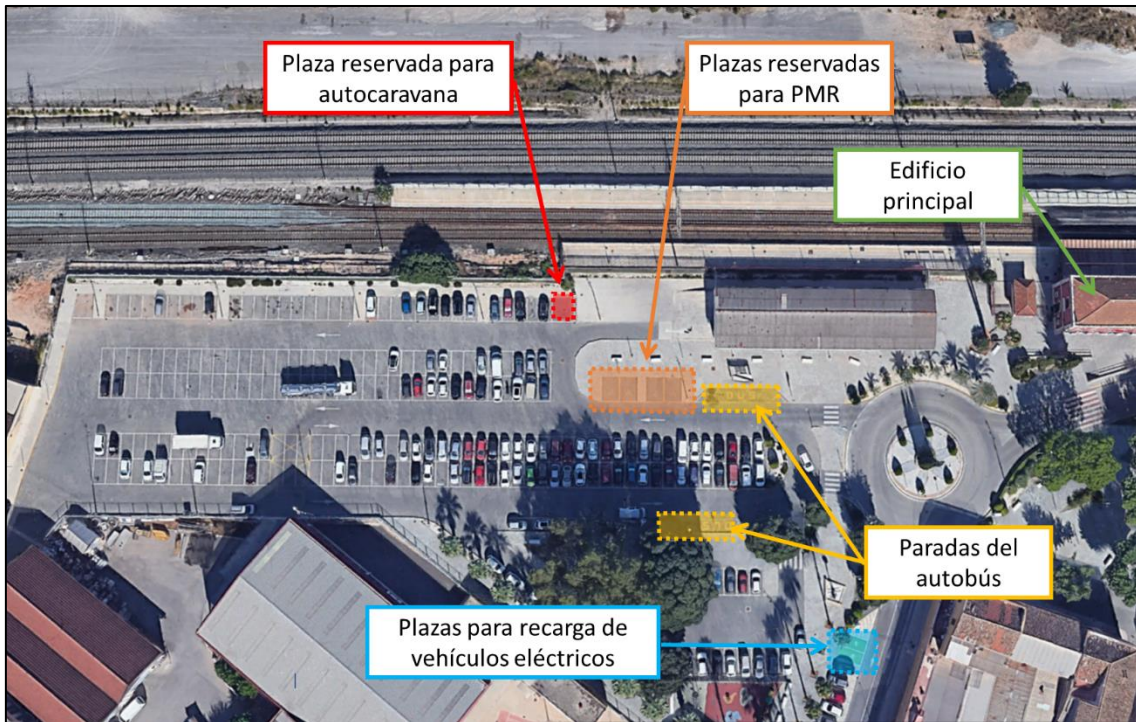 Plaza reservada para
autocaravana
Plazas reservadas
para PMR
Edificio
principal
Paradas del
autobús
Plazas para recarga de
vehículos eléctricos